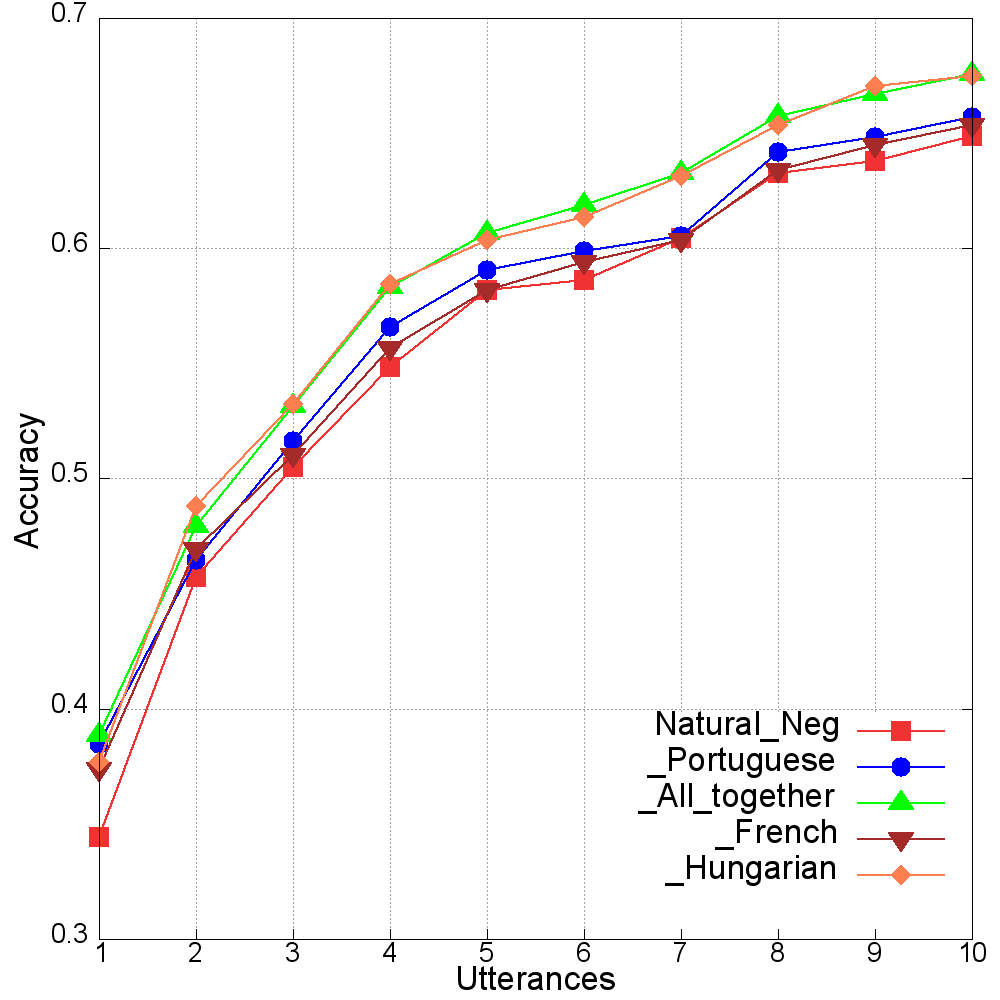 0.7
0.6
0.5
0.4
0.3
Accuracy
Natural_Neg
_Portuguese
_All_together
_French
_Hungarian
1 2 3 4 5 6 7 8 9 10
Utterances